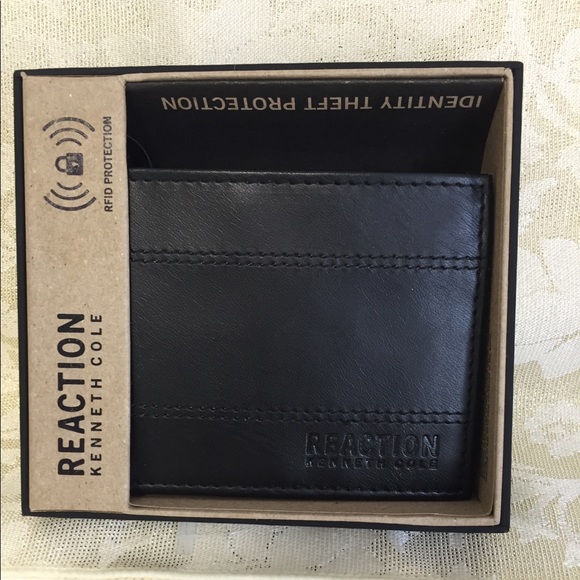 IDENTITY THEFT PROTECTION
RFID PROTECTION
REACTION
KENNETH COLE
REACTION
KENNETH COLE